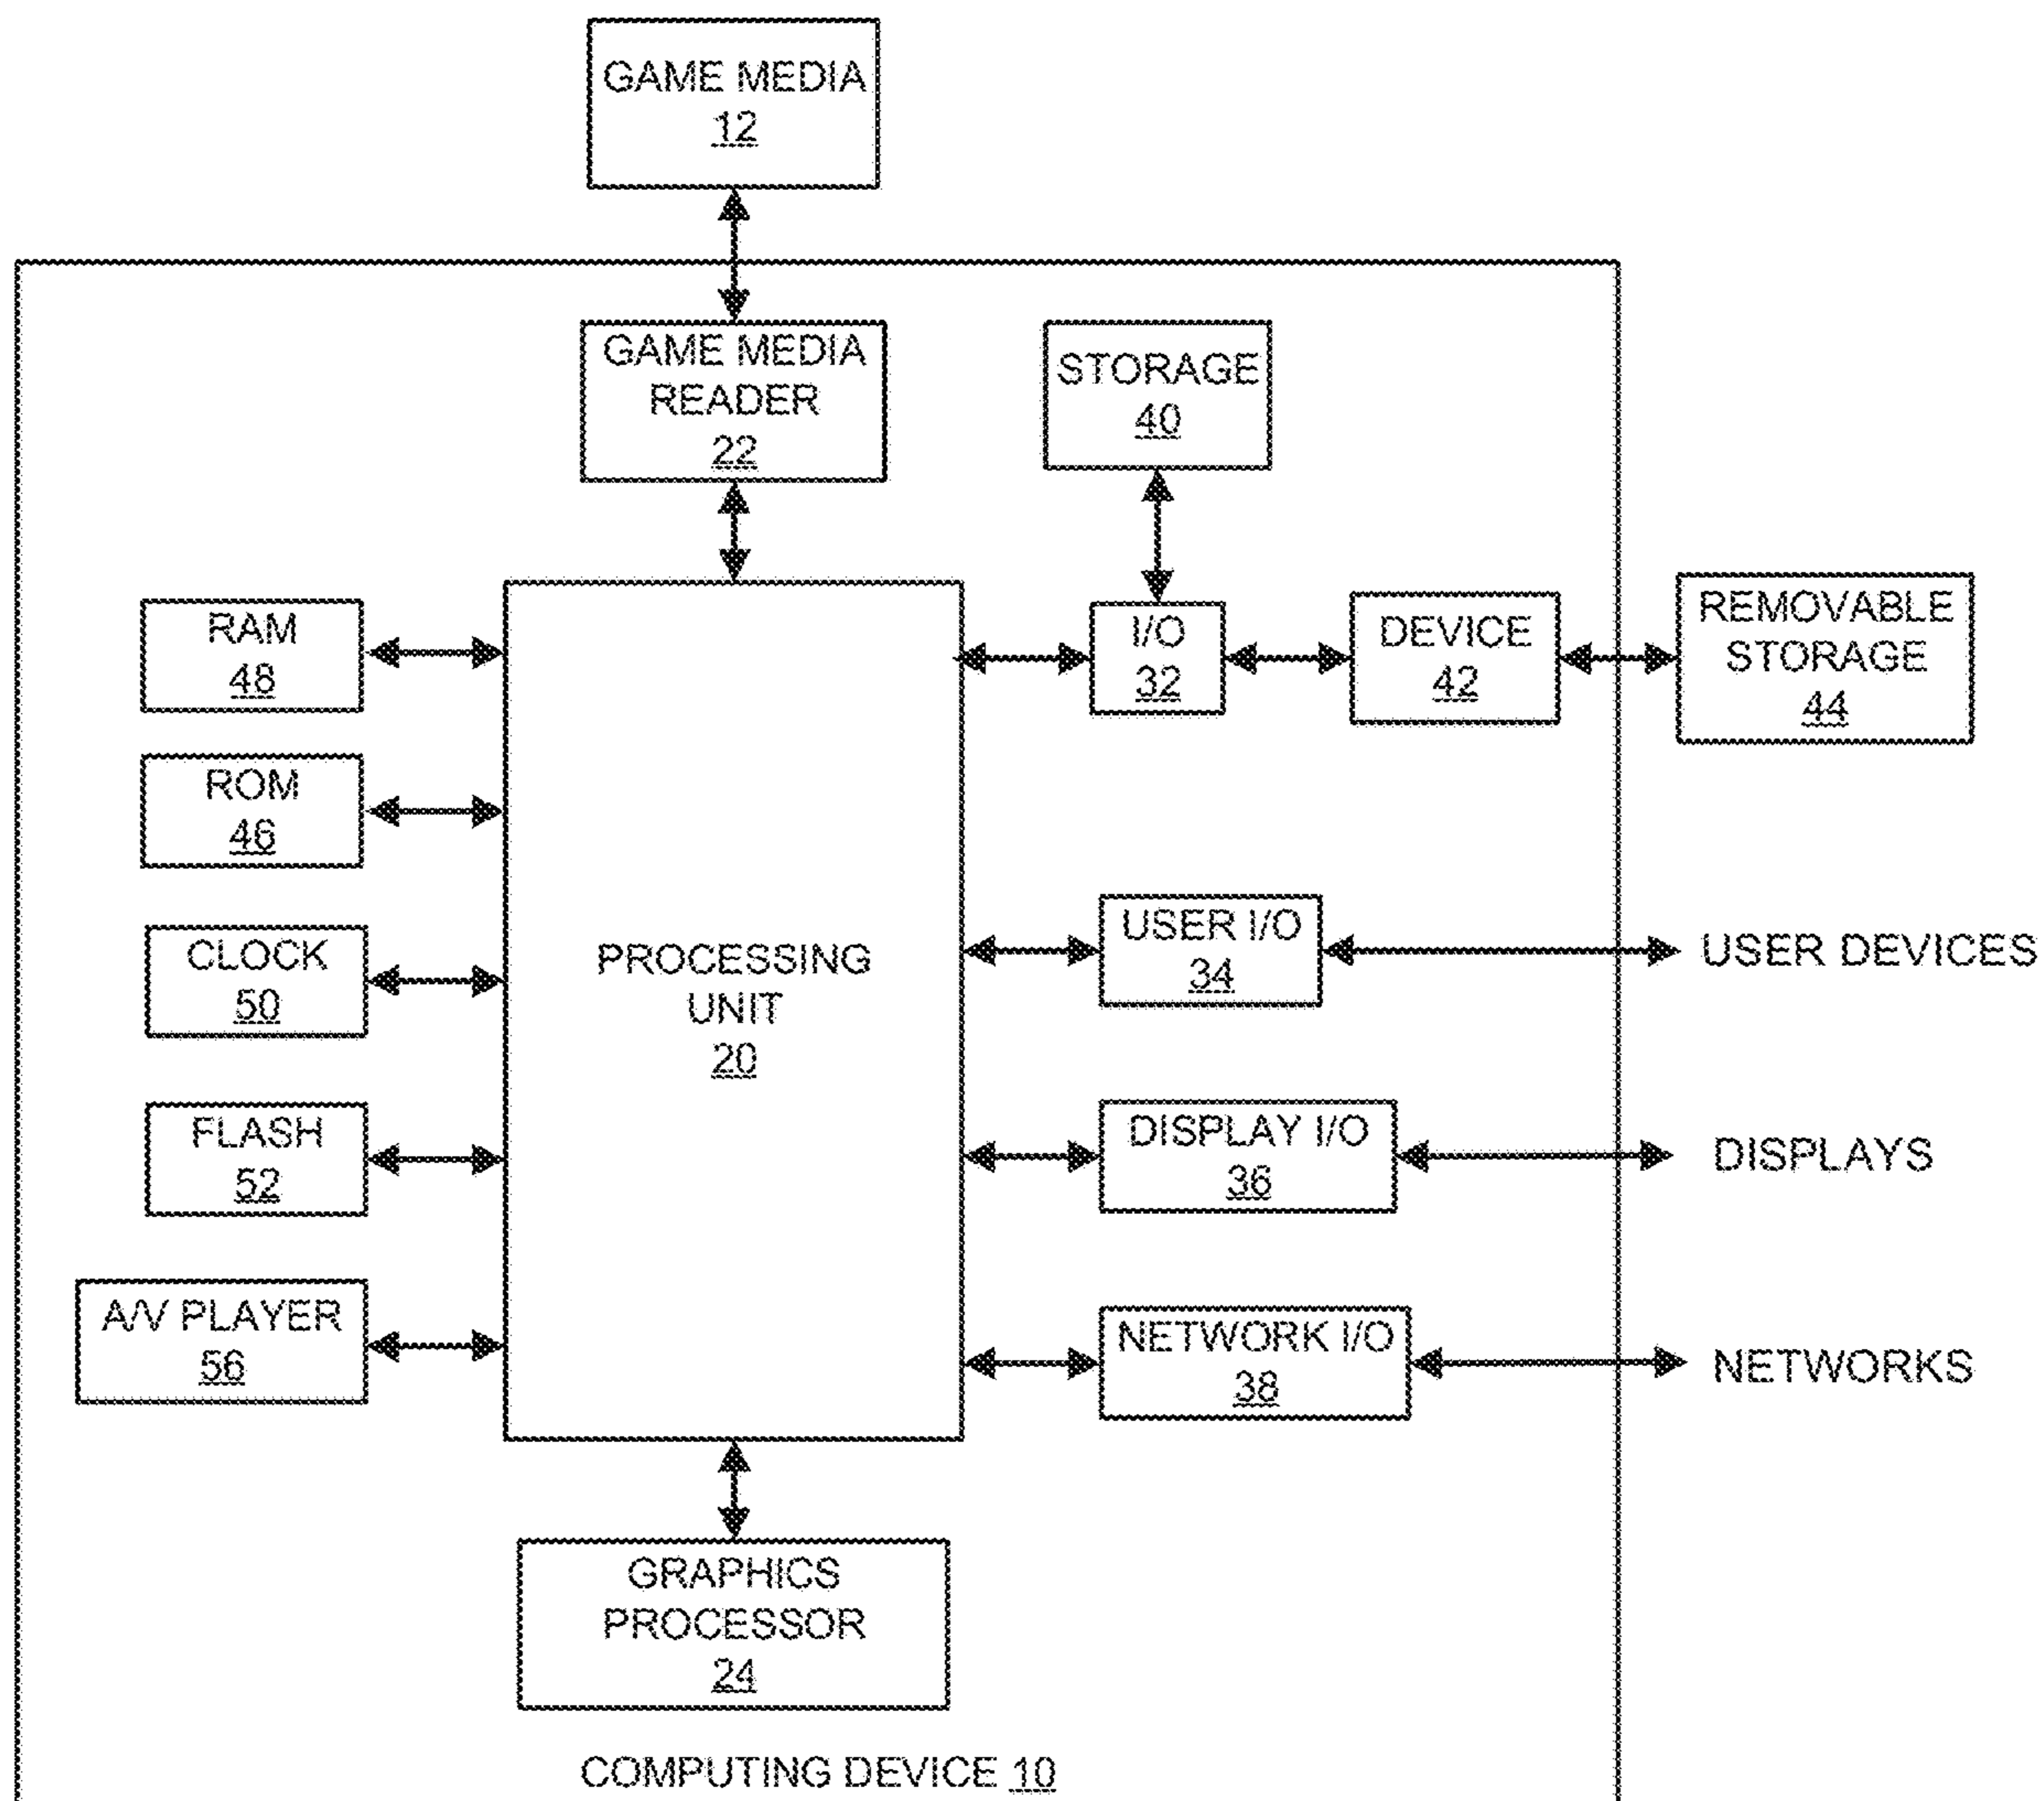 GAME MEDIA
12
GAME MEDIA
READER
22
STORAGE
40
RAM
48
I/O
32
DEVICE
42
REMOVABLE
STORAGE
44
ROM
46
CLOCK
50
PROCESSING
UNIT
20
USER I/O
34
USER DEVICES
FLASH
52
DISPLAY I/O
36
DISPLAYS
A/V PLAYER
56
NETWORK I/O
38
NETWORKS
GRAPHICS
PROCESSOR
24
COMPUTING DEVICE 10